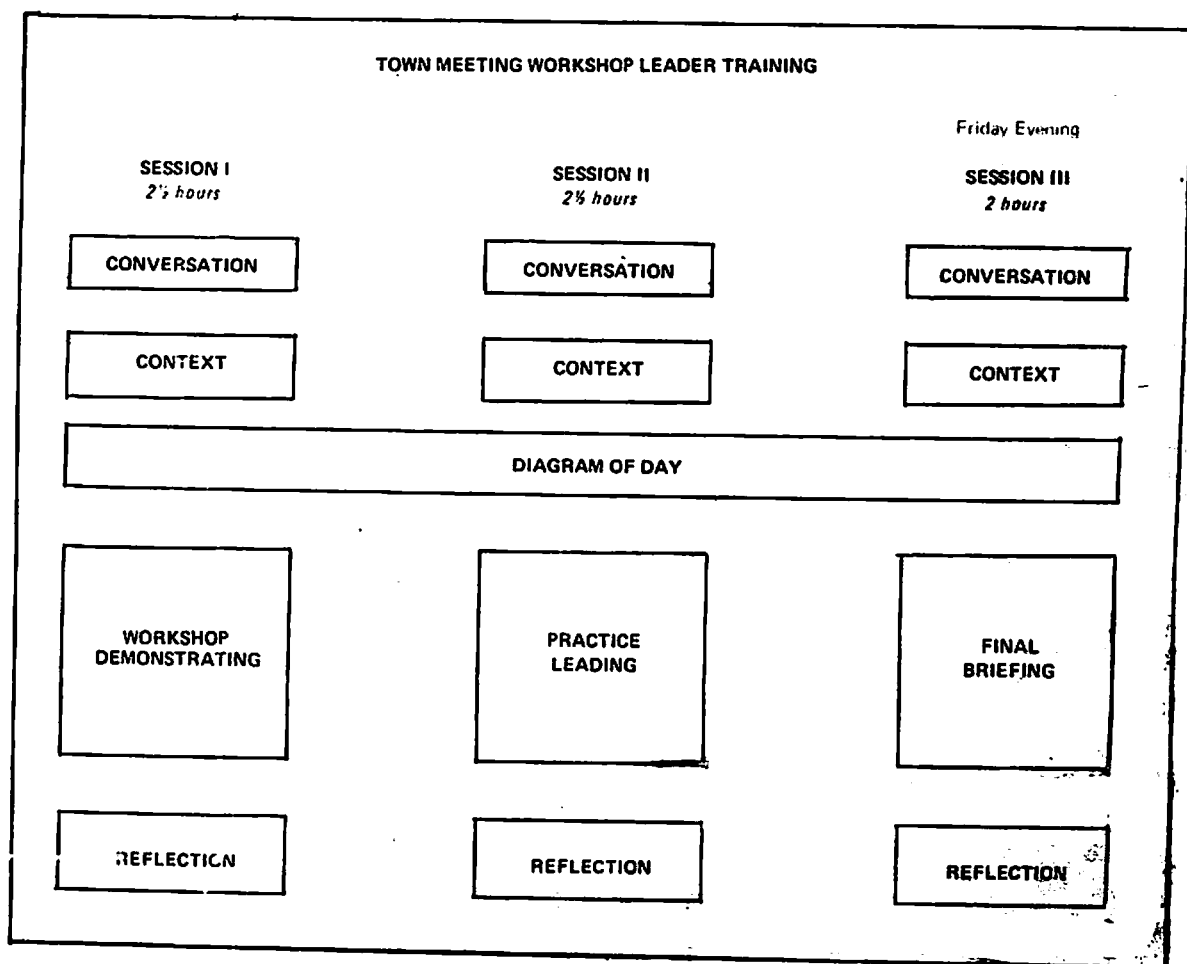 TOWN MEETING WORKSHOP LEADER TRAINING
Friday Evening
SESSION I
2½ hours
SESSION II
2½ hours
SESSION III
2 hours
CONVERSATION
CONVERSATION
CONVERSATION
CONTEXT
CONTEXT
CONTEXT
DIAGRAM OF DAY
WORKSHOP
DEMONSTRATING
PRACTICE
LEADING
FINAL
BRIEFING
REFLECTION
REFLECTION
REFLECTION